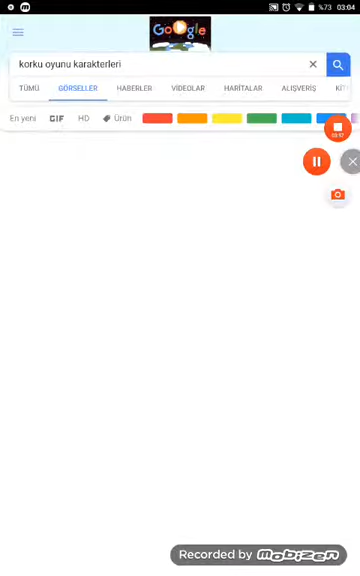 %73 03:04
Google
korku oyunu karakterleri
TÜMÜ GÖRSELLER HABERLER VİDEOLAR HARİTALAR ALIŞVERİŞ
En yeni GIF HD Ürün
Recorded by MOBIZEN